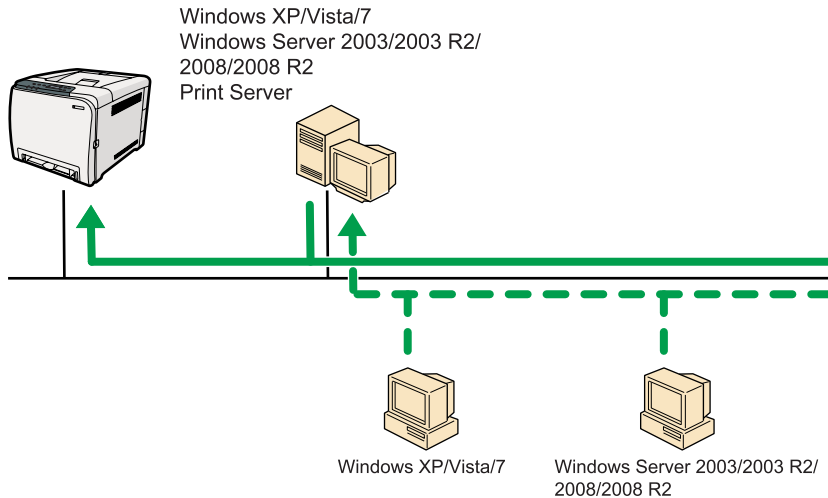 Windows XP/Vista/7
Windows Server 2003/2003 R2/
2008/2008 R2
Print Server
Windows XP/Vista/7
Windows Server 2003/2003 R2/
2008/2008 R2